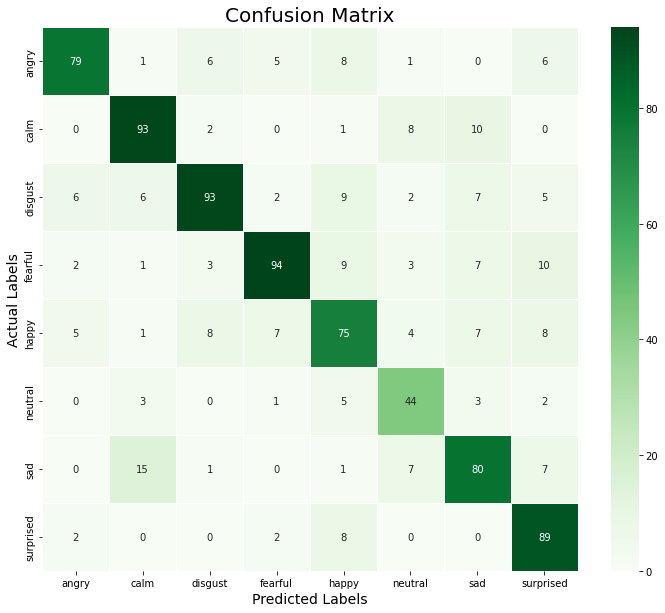 Confusion Matrix
angry 79 1 6 5 8 1 0 6
calm 0 93 2 0 1 8 10 0
disgust 6 6 93 2 9 2 7 5
fearful 2 1 3 94 9 3 7 10
happy 5 1 8 7 75 4 7 8
neutral 0 3 0 1 5 44 3 2
sad 0 15 1 0 1 7 80 7
surprised 2 0 0 2 8 0 0 89
angry calm disgust fearful happy neutral sad surprised
Predicted Labels
Actual Labels
80
60
40
20
0